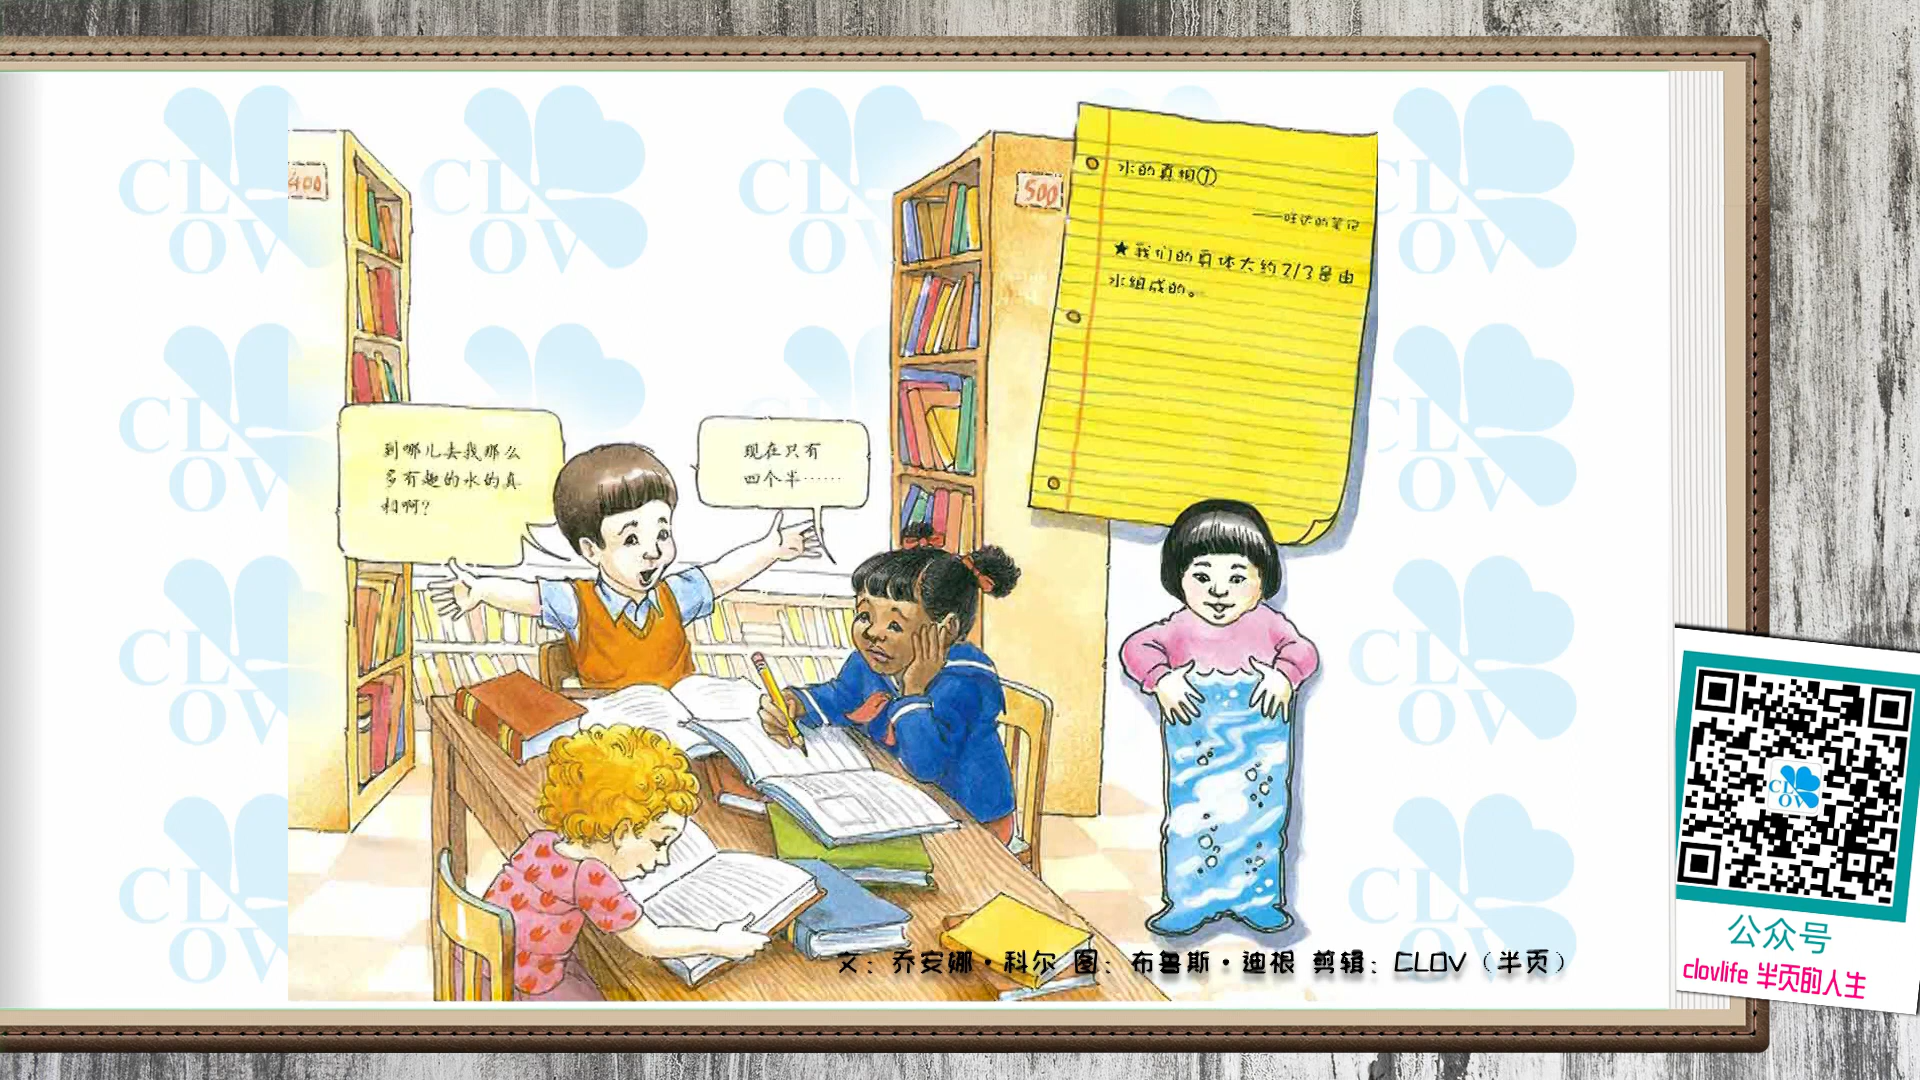 400
500
水的真相①
——旺达的笔记
★我们的身体大约2/3是由
水组成的。
到哪儿去找那么
多有趣的水的真
相啊?
现在只有
四个半……
文：乔安娜·科尔 图：布鲁斯·迪根 剪辑：CLOV（半页）
公众号
clovlife 半页的人生
CLOV